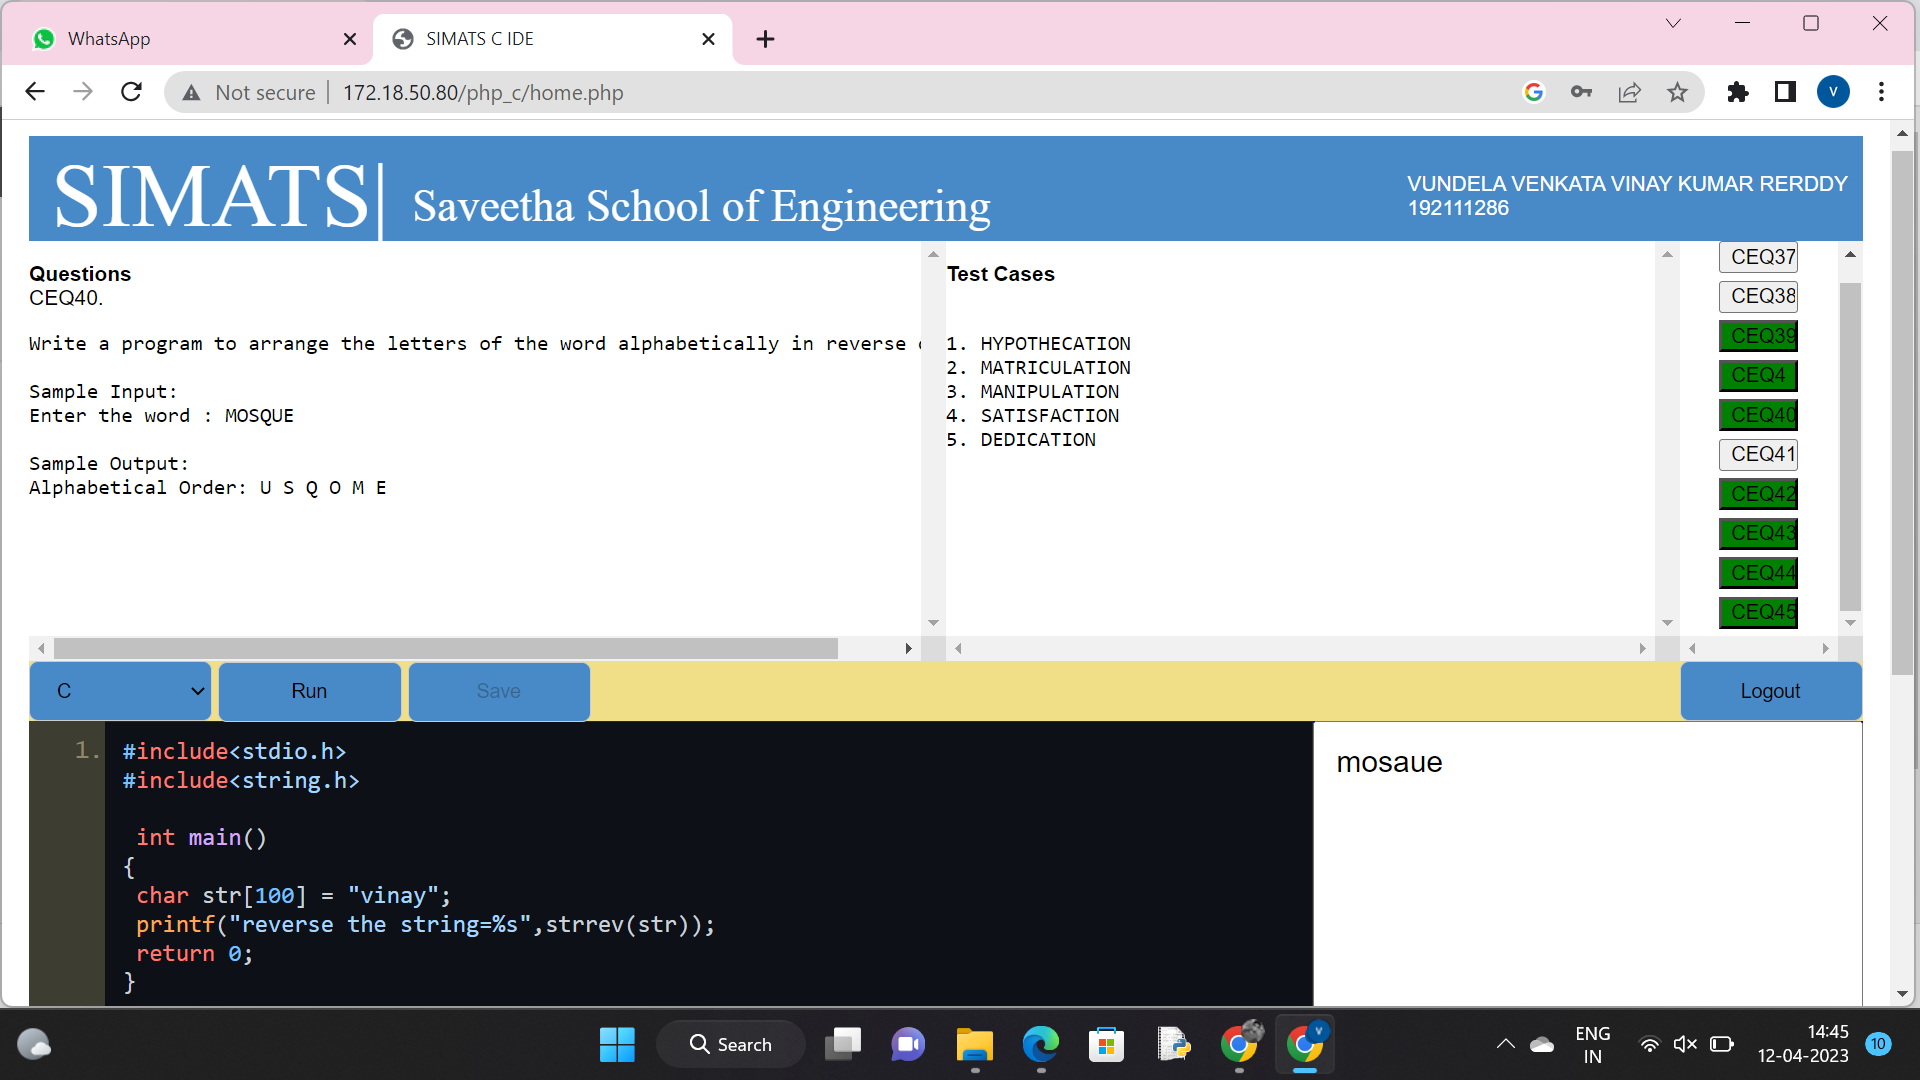 WhatsApp
SIMATS C IDE
Not secure
172.18.50.80/php_c/home.php
V
SIMATS|
Saveetha School of Engineering
VUNDELA VENKATA VINAY KUMAR RERDDY
192111286
Questions
CEQ40.
Write a program to arrange the letters of the word alphabetically in reverse
Sample Input:
Enter the word : MOSQUE
Sample Output:
Alphabetical Order: U S Q O M E
Test Cases
1. HYPOTHECATION
2. MATRICULATION
3. MANIPULATION
4. SATISFACTION
5. DEDICATION
CEQ37
CEQ38
CEQ39
CEQ4
CEQ40
CEQ41
CEQ42
CEQ43
CEQ44
CEQ45
C
Run
Save
Logout
1.
#include<stdio.h>
#include<string.h>
int main()
{
char str[100] = "vinay";
printf("reverse the string=%s",strrev(str));
return 0;
}
mosaue
Search
V
ENG
IN
14:45
12-04-2023
10